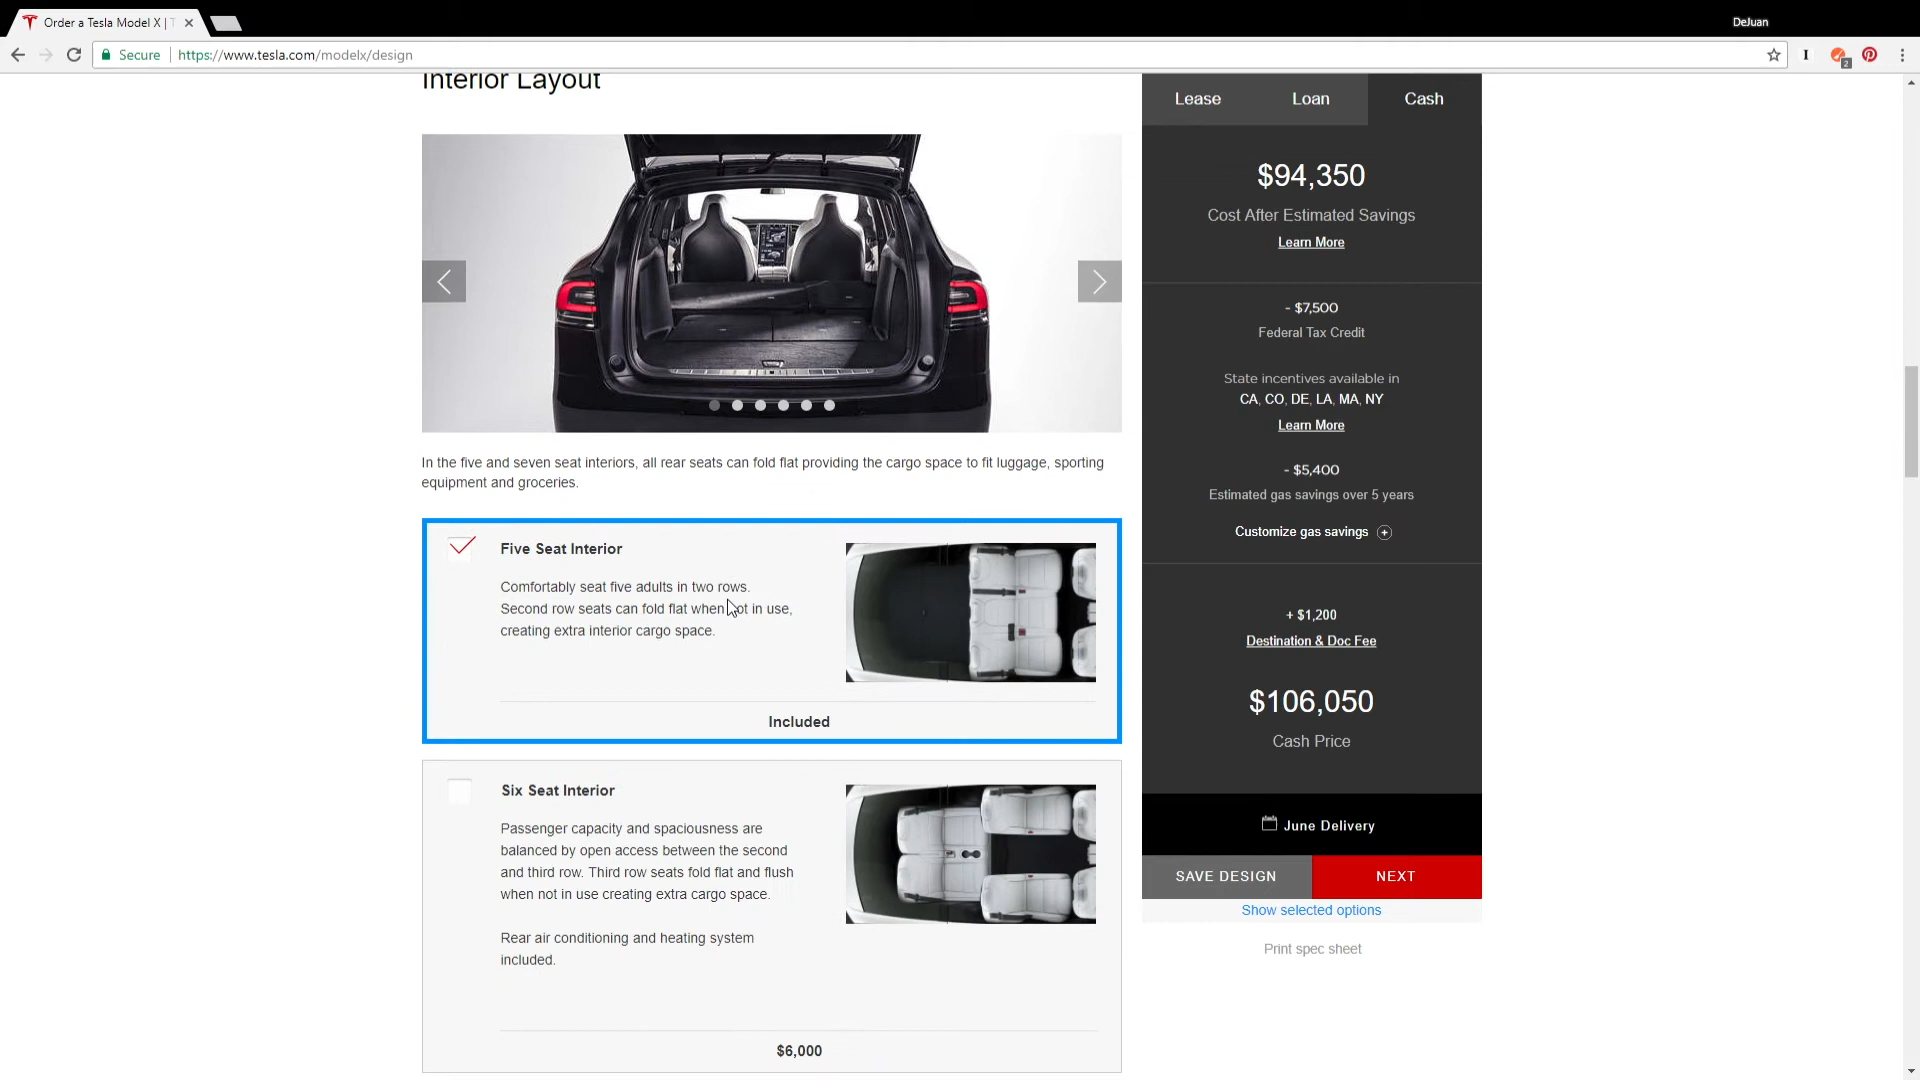 Order a Tesla Model X | T
DeJuan
Secure | https://www.tesla.com/modelx/design
2
Interior Layout
In the five and seven seat interiors, all rear seats can fold flat providing the cargo space to fit luggage, sporting
equipment and groceries.
Five Seat Interior
Comfortably seat five adults in two rows.
Second row seats can fold flat when not in use,
creating extra interior cargo space.
Included
Six Seat Interior
Passenger capacity and spaciousness are
balanced by open access between the second
and third row. Third row seats fold flat and flush
when not in use creating extra cargo space.
Rear air conditioning and heating system
included.
$6,000
Lease Loan Cash
$94,350
Cost After Estimated Savings
Learn More
- $7,500
Federal Tax Credit
State incentives available in
CA, CO, DE, LA, MA, NY
Learn More
- $5,400
Estimated gas savings over 5 years
Customize gas savings +
+ $1,200
Destination & Doc Fee
$106,050
Cash Price
June Delivery
SAVE DESIGN NEXT
Show selected options
Print spec sheet